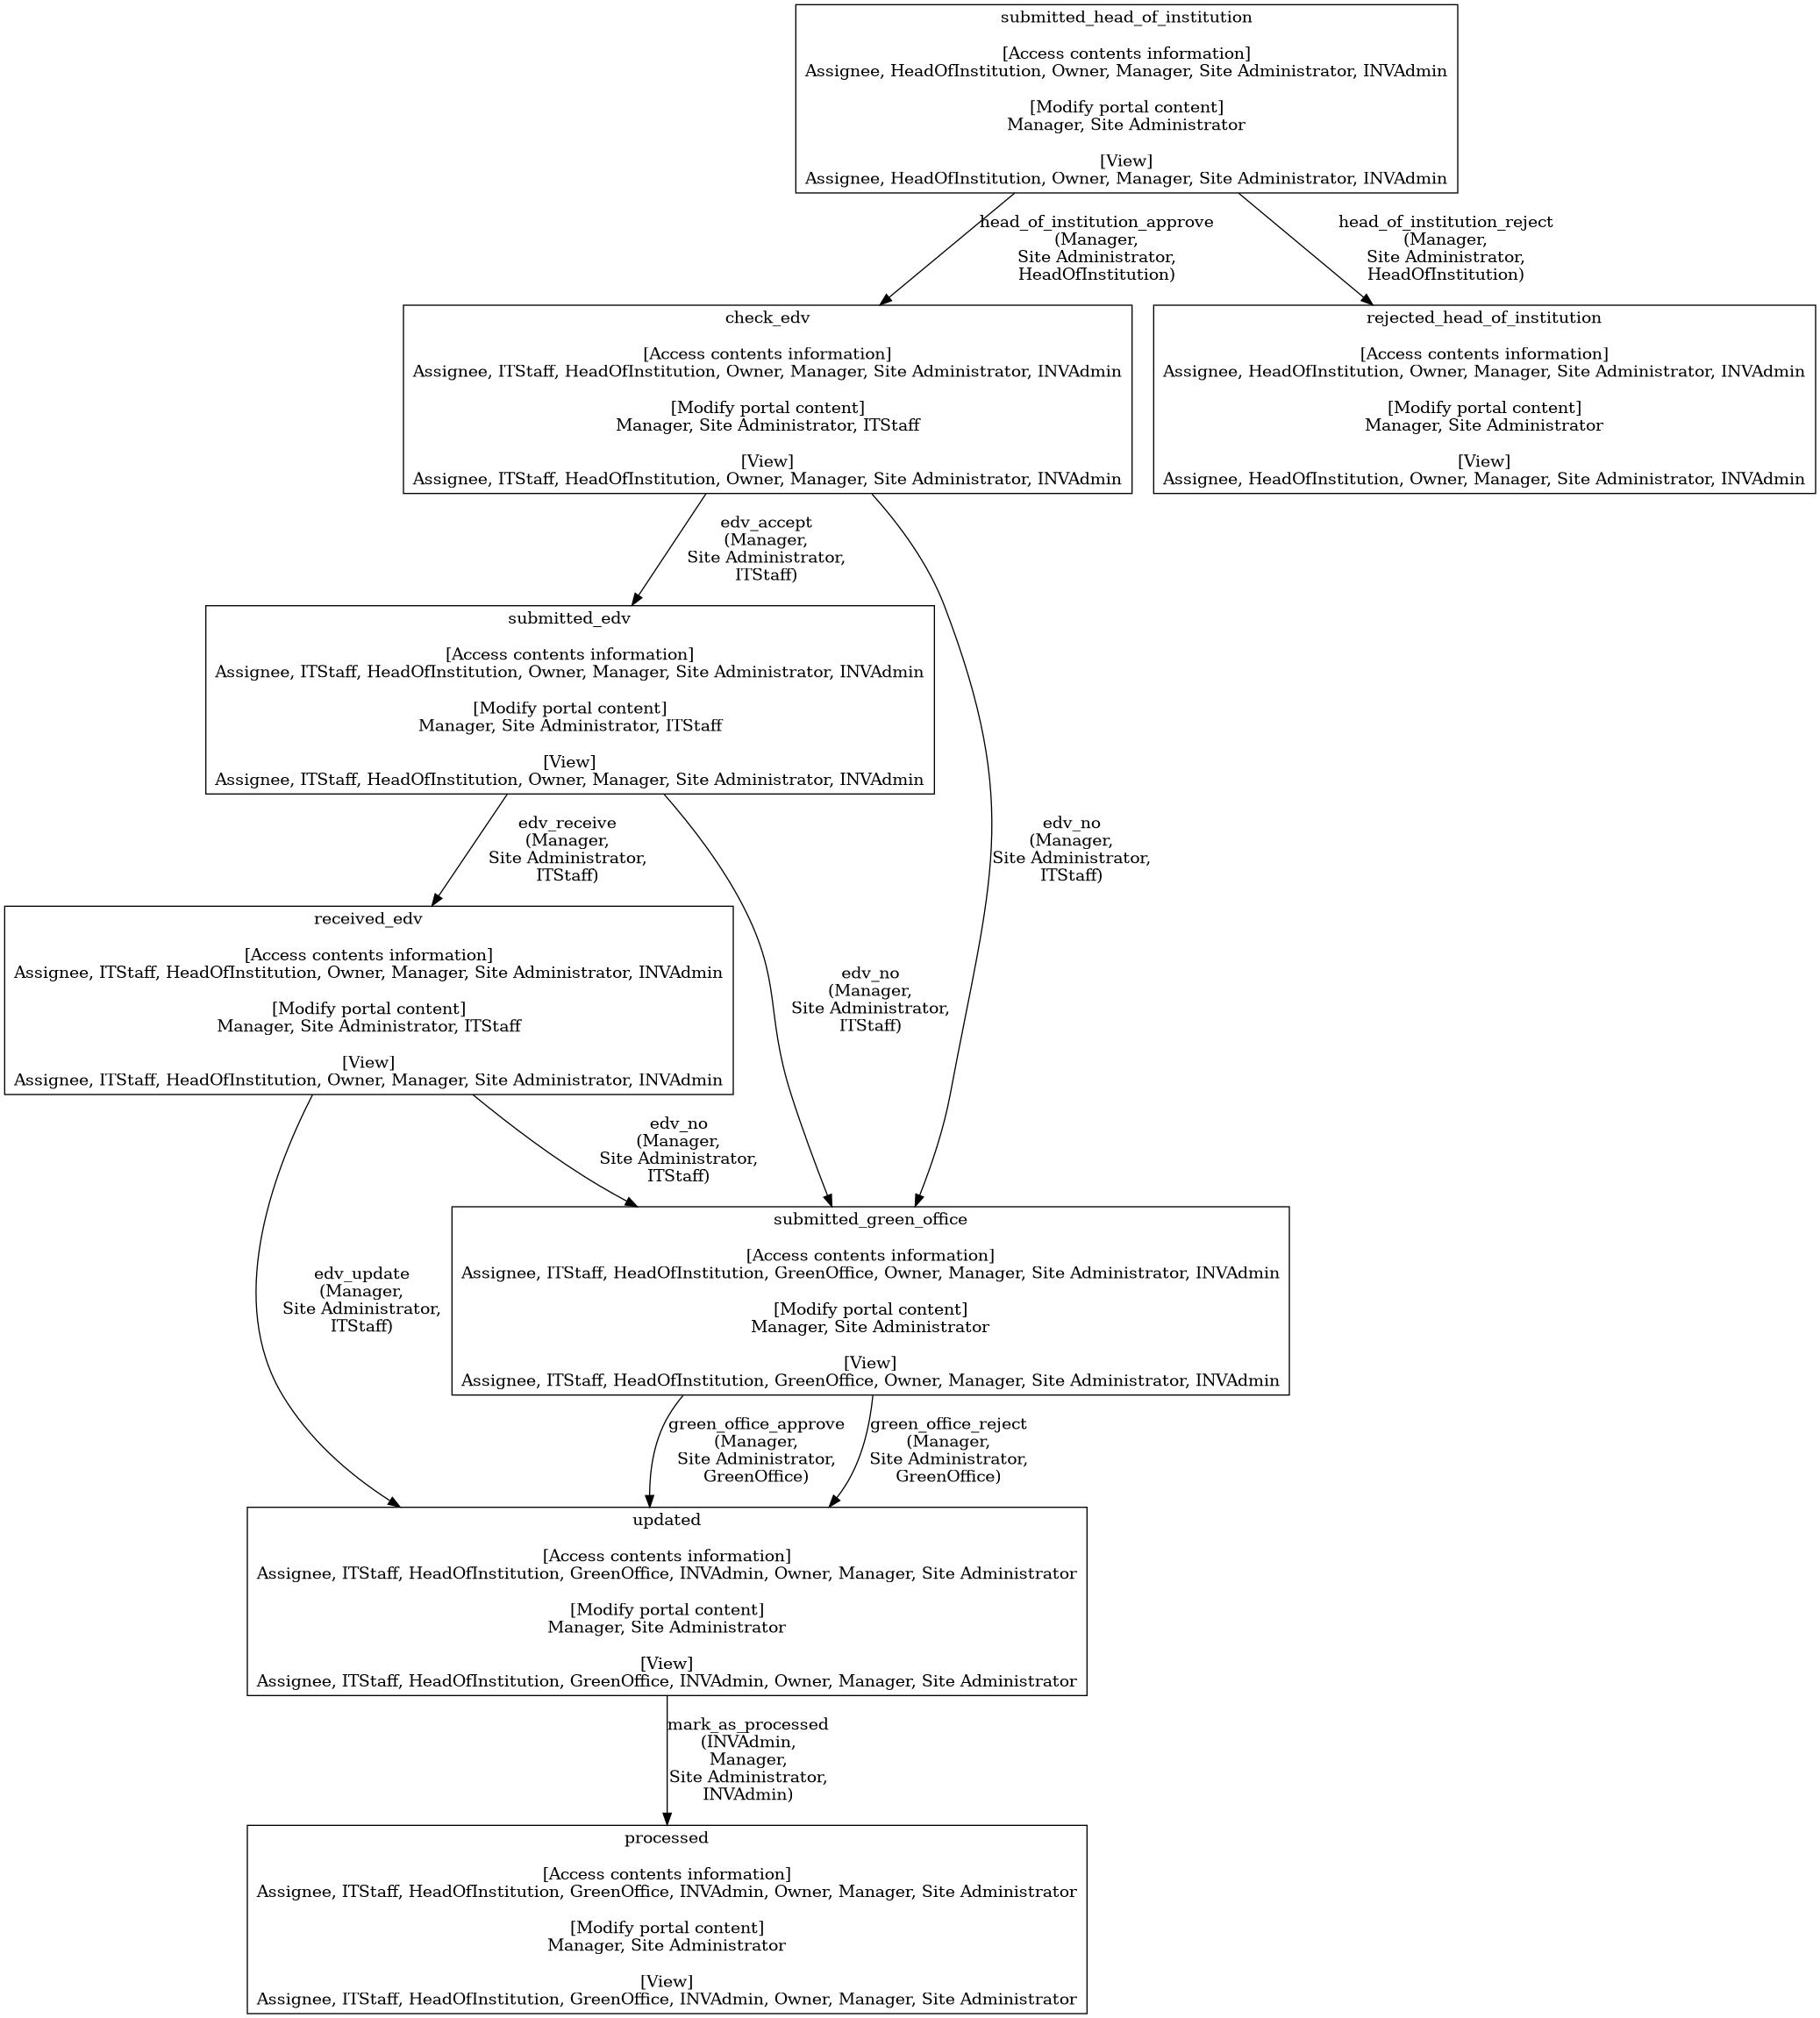 submitted_head_of_institution
[Access contents information]
Assignee, HeadOfInstitution, Owner, Manager, Site Administrator, INVAdmin
[Modify portal content]
Manager, Site Administrator
[View]
Assignee, HeadOfInstitution, Owner, Manager, Site Administrator, INVAdmin
head_of_institution_approve
(Manager,
Site Administrator,
HeadOfInstitution)
head_of_institution_reject
(Manager,
Site Administrator,
HeadOfInstitution)
check_edv
[Access contents information]
Assignee, ITStaff, HeadOfInstitution, Owner, Manager, Site Administrator, INVAdmin
[Modify portal content]
Manager, Site Administrator, ITStaff
[View]
Assignee, ITStaff, HeadOfInstitution, Owner, Manager, Site Administrator, INVAdmin
rejected_head_of_institution
[Access contents information]
Assignee, HeadOfInstitution, Owner, Manager, Site Administrator, INVAdmin
[Modify portal content]
Manager, Site Administrator
[View]
Assignee, HeadOfInstitution, Owner, Manager, Site Administrator, INVAdmin
edv_accept
(Manager,
Site Administrator,
ITStaff)
submitted_edv
[Access contents information]
Assignee, ITStaff, HeadOfInstitution, Owner, Manager, Site Administrator, INVAdmin
[Modify portal content]
Manager, Site Administrator, ITStaff
[View]
Assignee, ITStaff, HeadOfInstitution, Owner, Manager, Site Administrator, INVAdmin
edv_receive
(Manager,
Site Administrator,
ITStaff)
edv_no
(Manager,
Site Administrator,
ITStaff)
received_edv
[Access contents information]
Assignee, ITStaff, HeadOfInstitution, Owner, Manager, Site Administrator, INVAdmin
[Modify portal content]
Manager, Site Administrator, ITStaff
[View]
Assignee, ITStaff, HeadOfInstitution, Owner, Manager, Site Administrator, INVAdmin
edv_no
(Manager,
Site Administrator,
ITStaff)
edv_no
(Manager,
Site Administrator,
ITStaff)
edv_update
(Manager,
Site Administrator,
ITStaff)
submitted_green_office
[Access contents information]
Assignee, ITStaff, HeadOfInstitution, GreenOffice, Owner, Manager, Site Administrator, INVAdmin
[Modify portal content]
Manager, Site Administrator
[View]
Assignee, ITStaff, HeadOfInstitution, GreenOffice, Owner, Manager, Site Administrator, INVAdmin
green_office_approve
(Manager,
Site Administrator,
GreenOffice)
green_office_reject
(Manager,
Site Administrator,
GreenOffice)
updated
[Access contents information]
Assignee, ITStaff, HeadOfInstitution, GreenOffice, INVAdmin, Owner, Manager, Site Administrator
[Modify portal content]
Manager, Site Administrator
[View]
Assignee, ITStaff, HeadOfInstitution, GreenOffice, INVAdmin, Owner, Manager, Site Administrator
mark_as_processed
(INVAdmin,
Manager,
Site Administrator,
INVAdmin)
processed
[Access contents information]
Assignee, ITStaff, HeadOfInstitution, GreenOffice, INVAdmin, Owner, Manager, Site Administrator
[Modify portal content]
Manager, Site Administrator
[View]
Assignee, ITStaff, HeadOfInstitution, GreenOffice, INVAdmin, Owner, Manager, Site Administrator